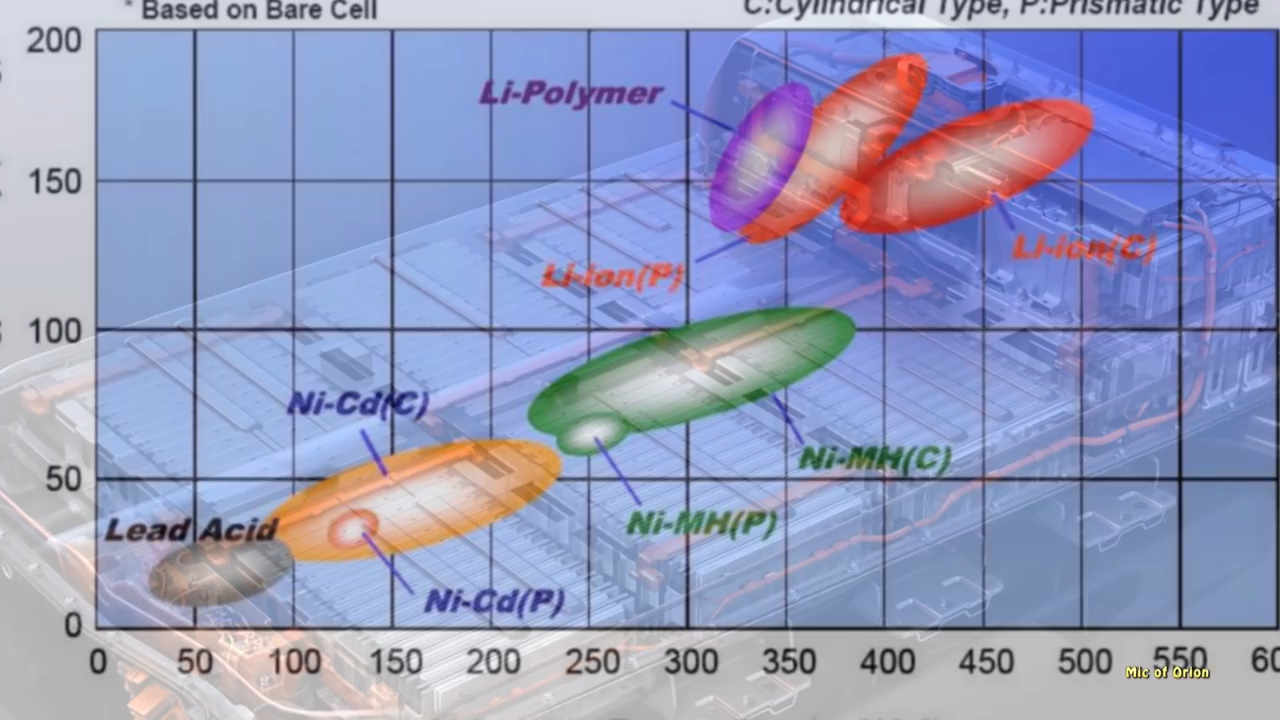 * Based on Bare Cell
C:Cylindrical Type, P:Prismatic Type
200
Li-Polymer
150
Li-ion(C)
Li-ion(P)
100
Ni-Cd(C)
Ni-MH(C)
50
Ni-MH(P)
Lead Acid
Ni-Cd(P)
0
0 50 100 150 200 250 300 350 400 450 500 550
Mic of Orion